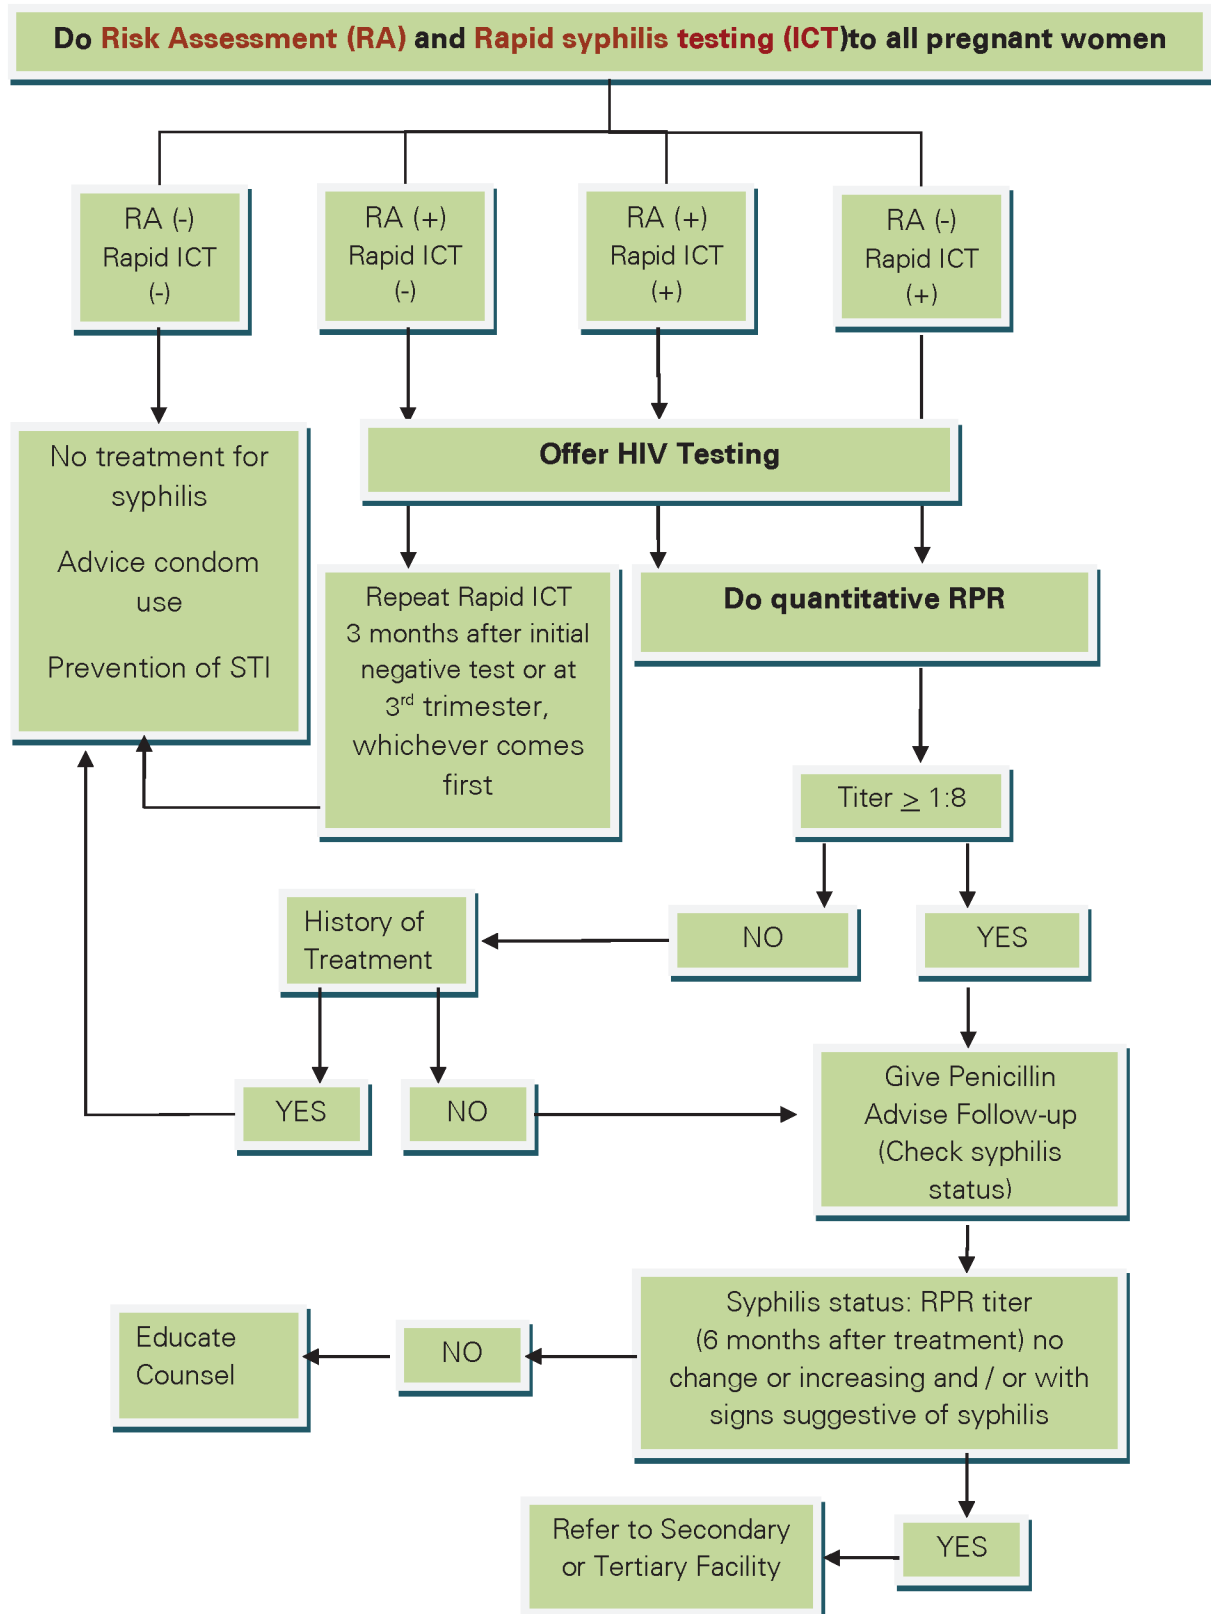 Do Risk Assessment (RA) and Rapid syphilis testing (ICT)to all pregnant women
RA (-)
Rapid ICT
(-)
RA (+)
Rapid ICT
(-)
RA (+)
Rapid ICT
(+)
RA (-)
Rapid ICT
(+)
No treatment for
syphilis
Advice condom
use
Prevention of STI
Offer HIV Testing
Repeat Rapid ICT
3 months after initial
negative test or at
3rd trimester,
whichever comes
first
Do quantitative RPR
Titer ≥ 1:8
History of
Treatment
NO
YES
YES
NO
Give Penicillin
Advise Follow-up
(Check syphilis
status)
Educate
Counsel
NO
Syphilis status: RPR titer
(6 months after treatment) no
change or increasing and / or with
signs suggestive of syphilis
Refer to Secondary
or Tertiary Facility
YES